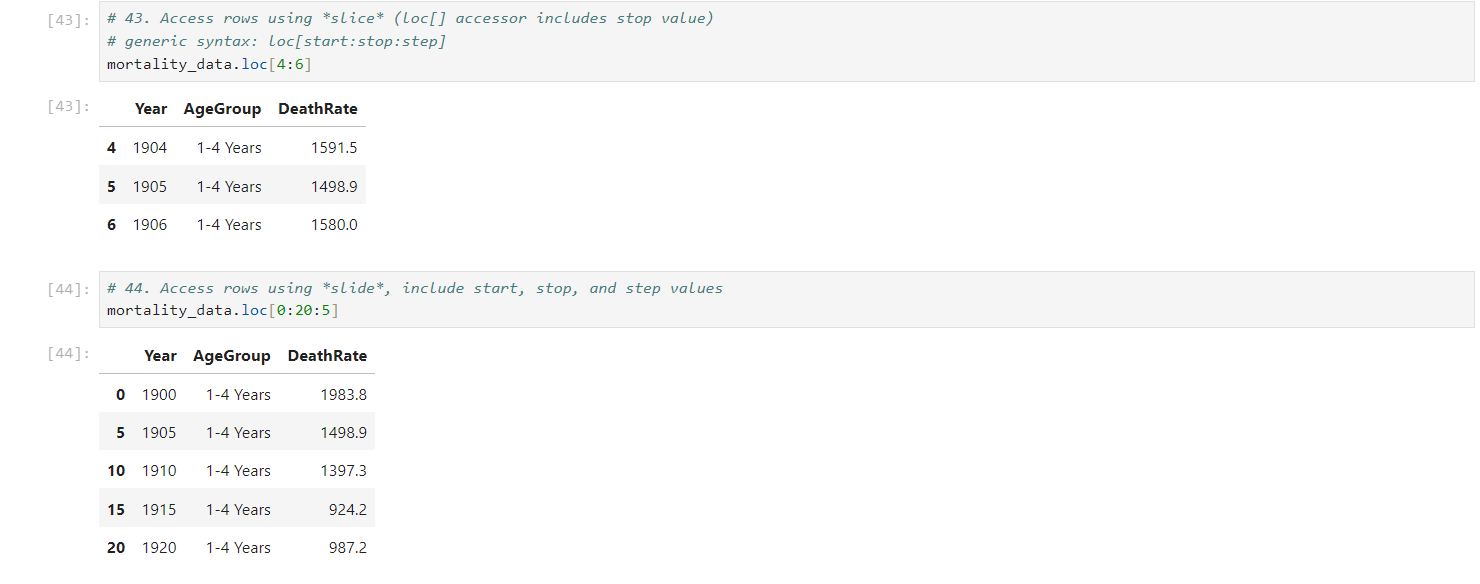 [43]: # 43. Access rows using *slice* (loc[] accessor includes stop value)
# generic syntax: loc[start:stop:step]
mortality_data.loc[4:6]
[43]: Year AgeGroup DeathRate
4 1904 1-4 Years 1591.5
5 1905 1-4 Years 1498.9
6 1906 1-4 Years 1580.0
[44]: # 44. Access rows using *slide*, include start, stop, and step values
mortality_data.loc[0:20:5]
[44]: Year AgeGroup DeathRate
0 1900 1-4 Years 1983.8
5 1905 1-4 Years 1498.9
10 1910 1-4 Years 1397.3
15 1915 1-4 Years 924.2
20 1920 1-4 Years 987.2